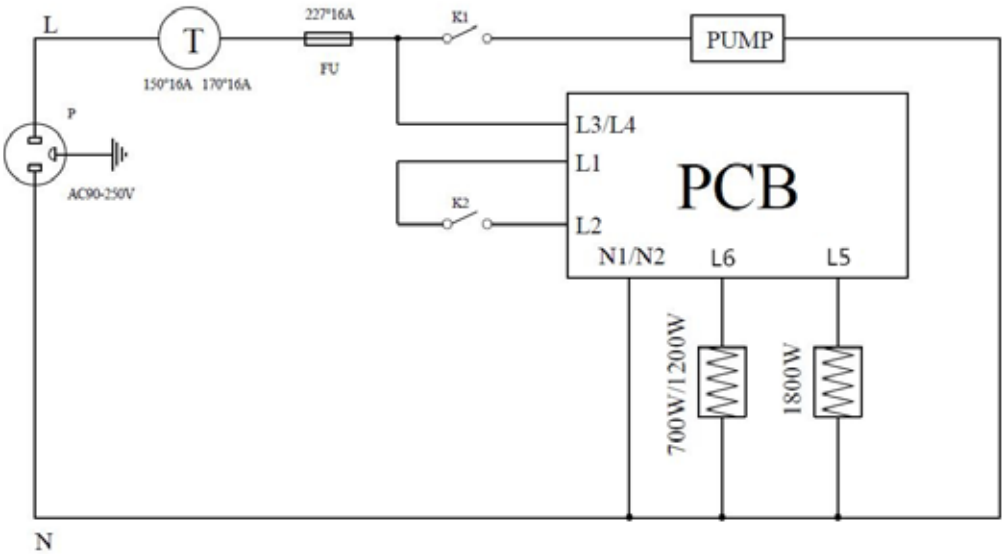 L
T
150°16A 170°16A
227°16A
FU
K1
PUMP
P
AC90-250V
L3/L4
L1
K2
L2
PCB
N1/N2
L6
L5
700W/1200W
1800W
N